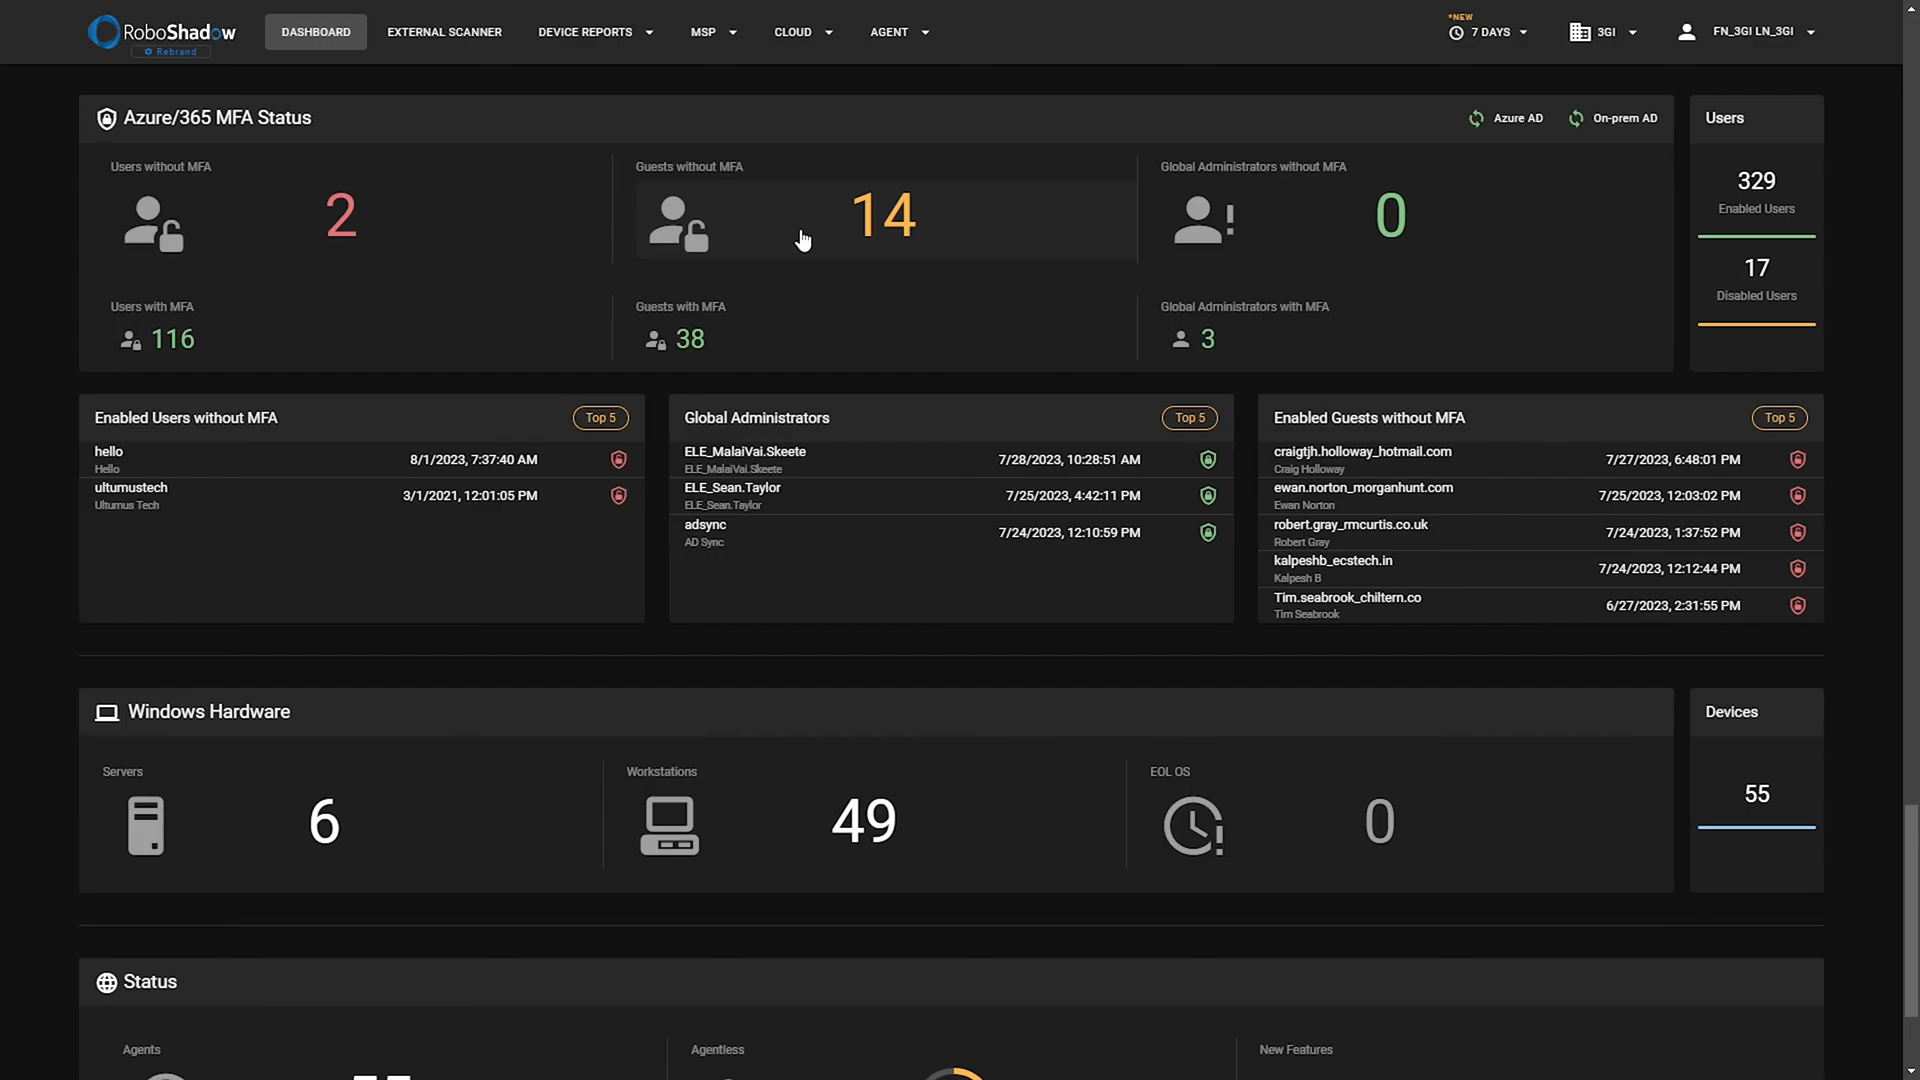 RoboShadow
Rebrand
DASHBOARD
EXTERNAL SCANNER
DEVICE REPORTS
MSP
CLOUD
AGENT
*NEW
7 DAYS
3GI
FN_3GI LN_3GI
Azure/365 MFA Status
Azure AD
On-prem AD
Users
Users without MFA
2
Guests without MFA
14
Global Administrators without MFA
0
329
Enabled Users
17
Disabled Users
Users with MFA
116
Guests with MFA
38
Global Administrators with MFA
3
Enabled Users without MFA
Top 5
hello
Hello
8/1/2023, 7:37:40 AM
ultumustech
Ultumus Tech
3/1/2021, 12:01:05 PM
Global Administrators
Top 5
ELE_MalaiVai.Skeete
ELE_MalaiVai.Skeete
7/28/2023, 10:28:51 AM
ELE_Sean.Taylor
ELE_Sean.Taylor
7/25/2023, 4:42:11 PM
adsync
AD Sync
7/24/2023, 12:10:59 PM
Enabled Guests without MFA
Top 5
craigtjh.holloway_hotmail.com
Craig Holloway
7/27/2023, 6:48:01 PM
ewan.norton_morganhunt.com
Ewan Norton
7/25/2023, 12:03:02 PM
robert.gray_rmcurtis.co.uk
Robert Gray
7/24/2023, 1:37:52 PM
kalpeshb_ecstech.in
Kalpesh B
7/24/2023, 12:12:44 PM
Tim.seabrook_chiltern.co
Tim Seabrook
6/27/2023, 2:31:55 PM
Windows Hardware
Devices
Servers
6
Workstations
49
EOL OS
0
55
Status
Agents
Agentless
New Features